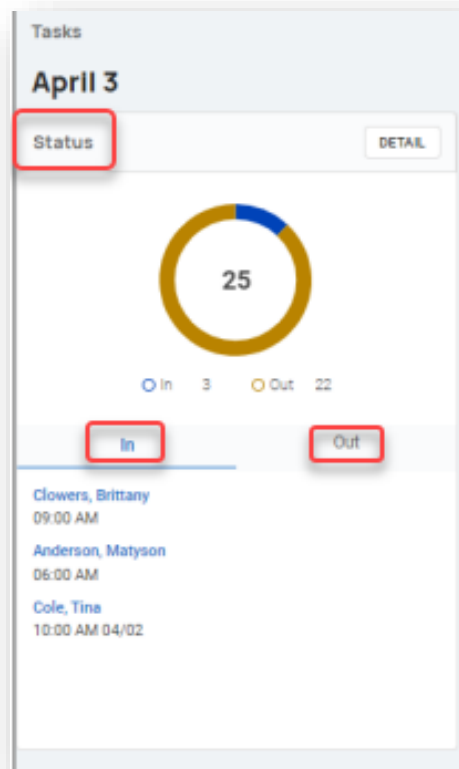 Tasks
April 3
Status DETAIL
25
In 3 Out 22
In Out
Clowers, Brittany
09:00 AM
Anderson, Matyson
06:00 AM
Cole, Tina
10:00 AM 04/02